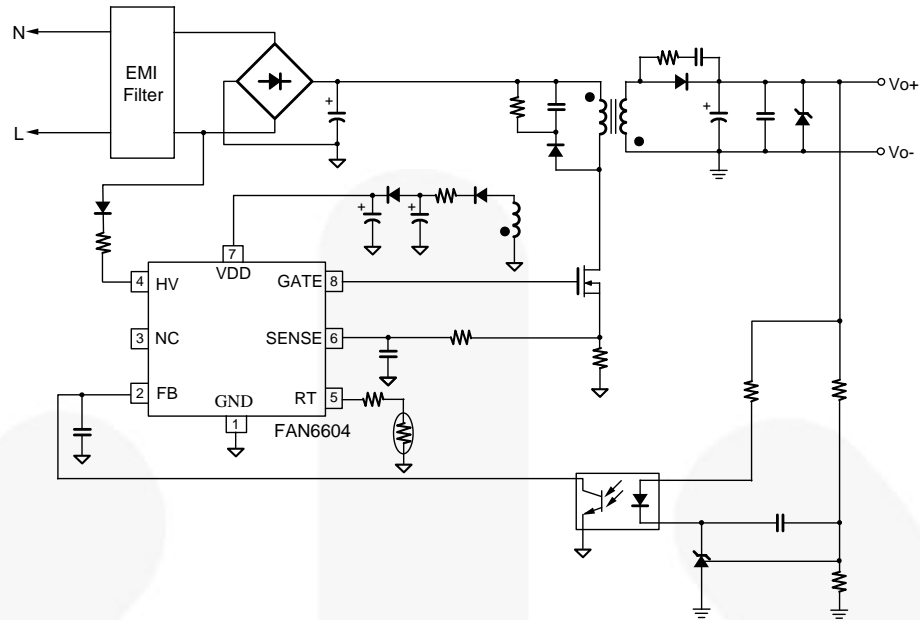 N
EMI
Filter
L
+
+
+
+
Vo+
Vo-
7
VDD
4
HV
GATE
8
3
NC
SENSE
6
2
FB
GND
RT
5
1
FAN6604